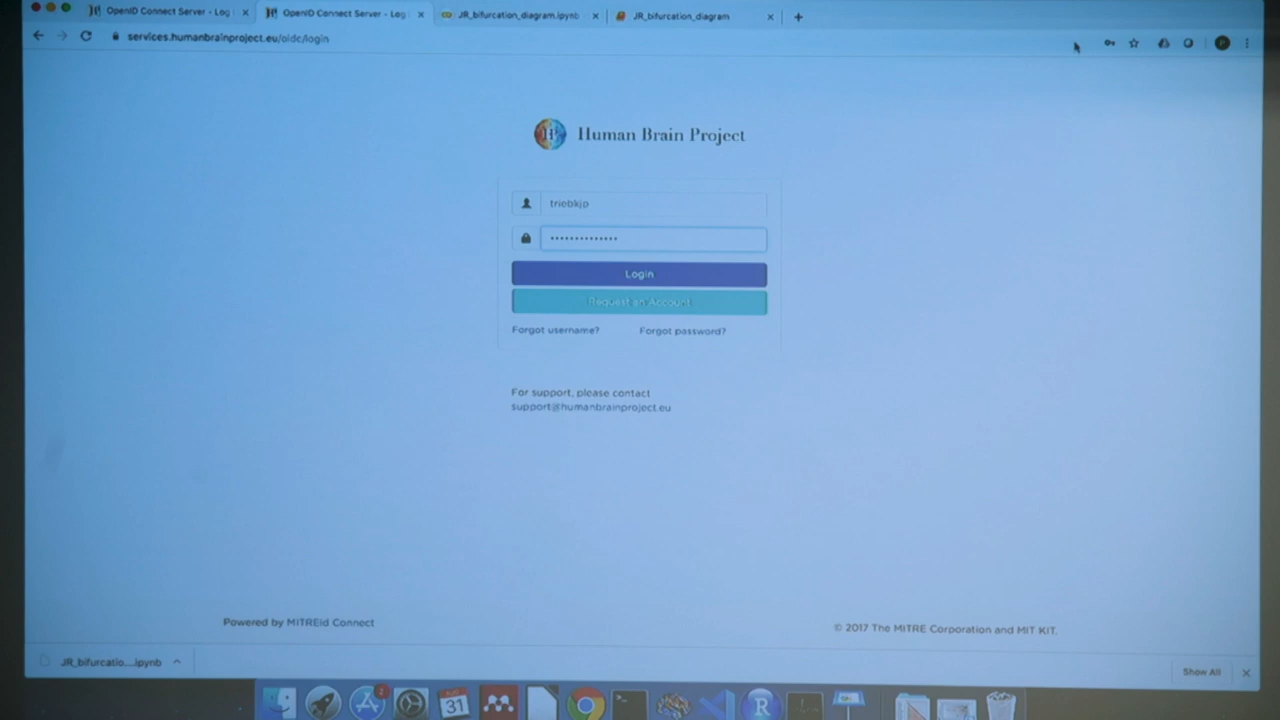 OpenID Connect Server - Log
OpenID Connect Server - Log
JR_bifurcation_diagram.ipynb
JR_bifurcation_diagram
services.humanbrainproject.eu/oidc/login
Human Brain Project
triebkjp
••••••••••••••
Login
Request an Account
Forgot username?
Forgot password?
For support, please contact
support@humanbrainproject.eu
Powered by MITREid Connect
© 2017 The MITRE Corporation and MIT KIT.
JR_bifurcatio....ipynb
Show All
2
31
R